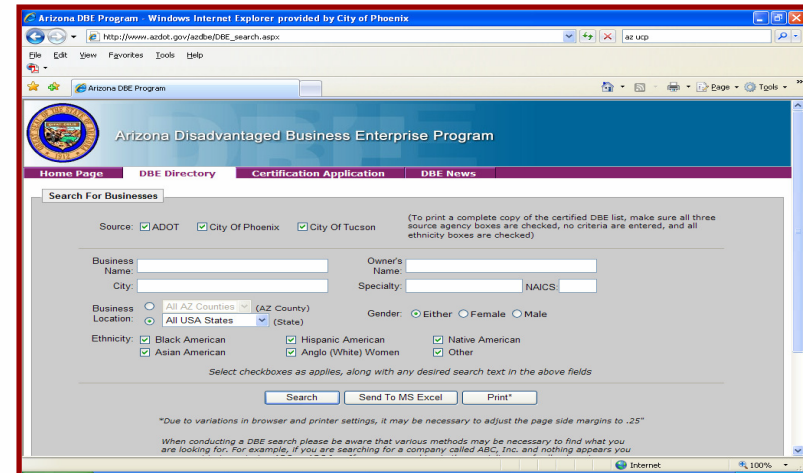 Arizona DBE Program - Windows Internet Explorer provided by City of Phoenix
http://www.azdot.gov/azdbe/DBE_search.aspx
az ucp
File Edit View Favorites Tools Help
Arizona DBE Program
Page Tools
Arizona Disadvantaged Business Enterprise Program
Home Page DBE Directory Certification Application DBE News
Search For Businesses
Source: ADOT City Of Phoenix City Of Tucson
(To print a complete copy of the certified DBE list, make sure all three
source agency boxes are checked, no criteria are entered, and all
ethnicity boxes are checked)
Business Name:
Owner's Name:
City:
Specialty:
NAICS:
Business Location:
All AZ Counties (AZ County)
All USA States (State)
Gender: Either Female Male
Ethnicity: Black American Hispanic American Native American
Asian American Anglo (White) Women Other
Select checkboxes as applies, along with any desired search text in the above fields
Search Send To MS Excel Print*
*Due to variations in browser and printer settings, it may be necessary to adjust the page side margins to .25"
When conducting a DBE search please be aware that various methods may be necessary to find what you
are looking for. For example, if you are searching for a company called ABC, Inc. and nothing appears you
Internet 100%